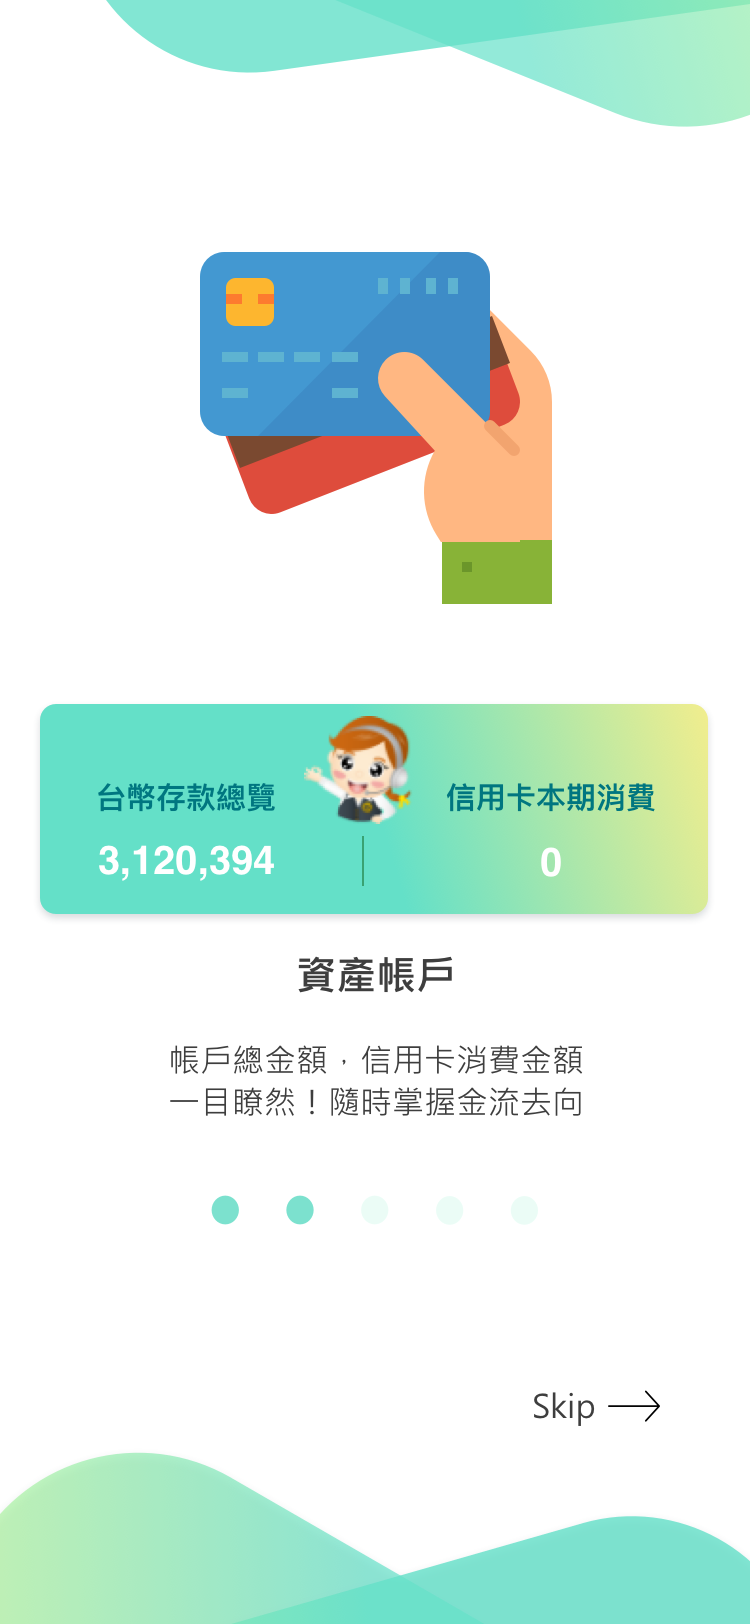 台幣存款總覽
3,120,394
信用卡本期消費
0
資產帳戶
帳戶總金額，信用卡消費金額
一目瞭然！隨時掌握金流去向
Skip